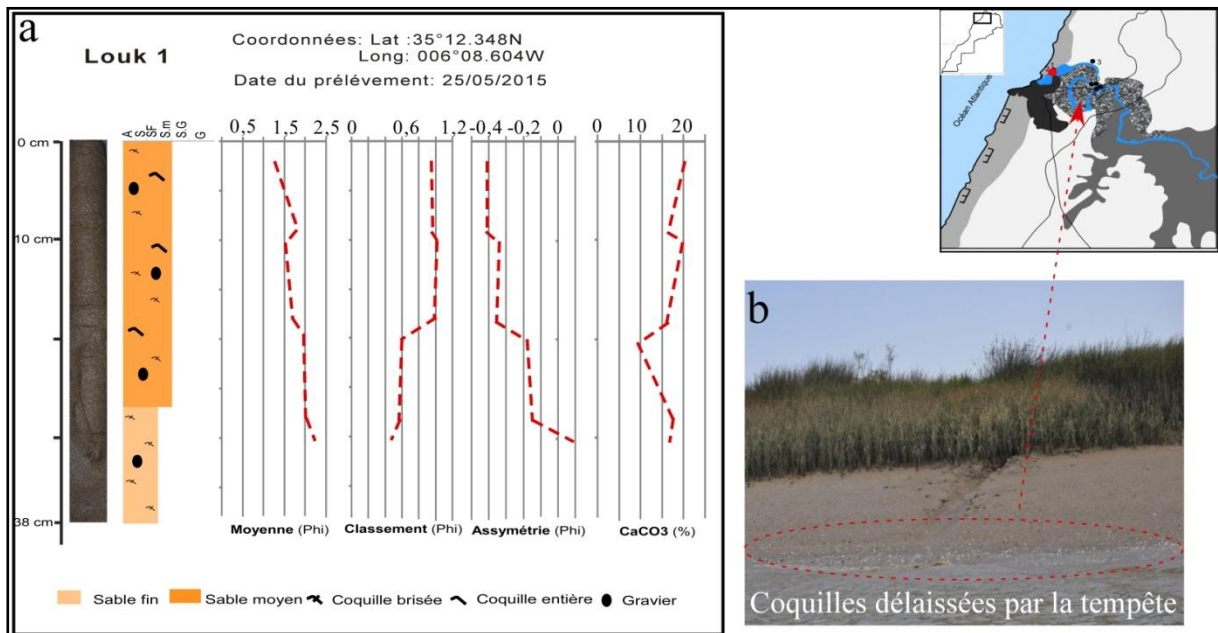 a
Louk 1
Coordonnées: Lat :35°12.348N
Long: 006°08.604W
Date du prélévement: 25/05/2015
A S SF S.m S.G G
0,5 1,5 2,5 0 0,6 1,2 -0,4 -0,2 0 0 10 20
0 cm
10 cm
38 cm
Moyenne (Phi) Classement (Phi) Assymétrie (Phi) CaCO3 (%)
Sable fin Sable moyen Coquille brisée Coquille entière Gravier
Océan Atlantique
3
b
Coquilles délaissées par la tempête